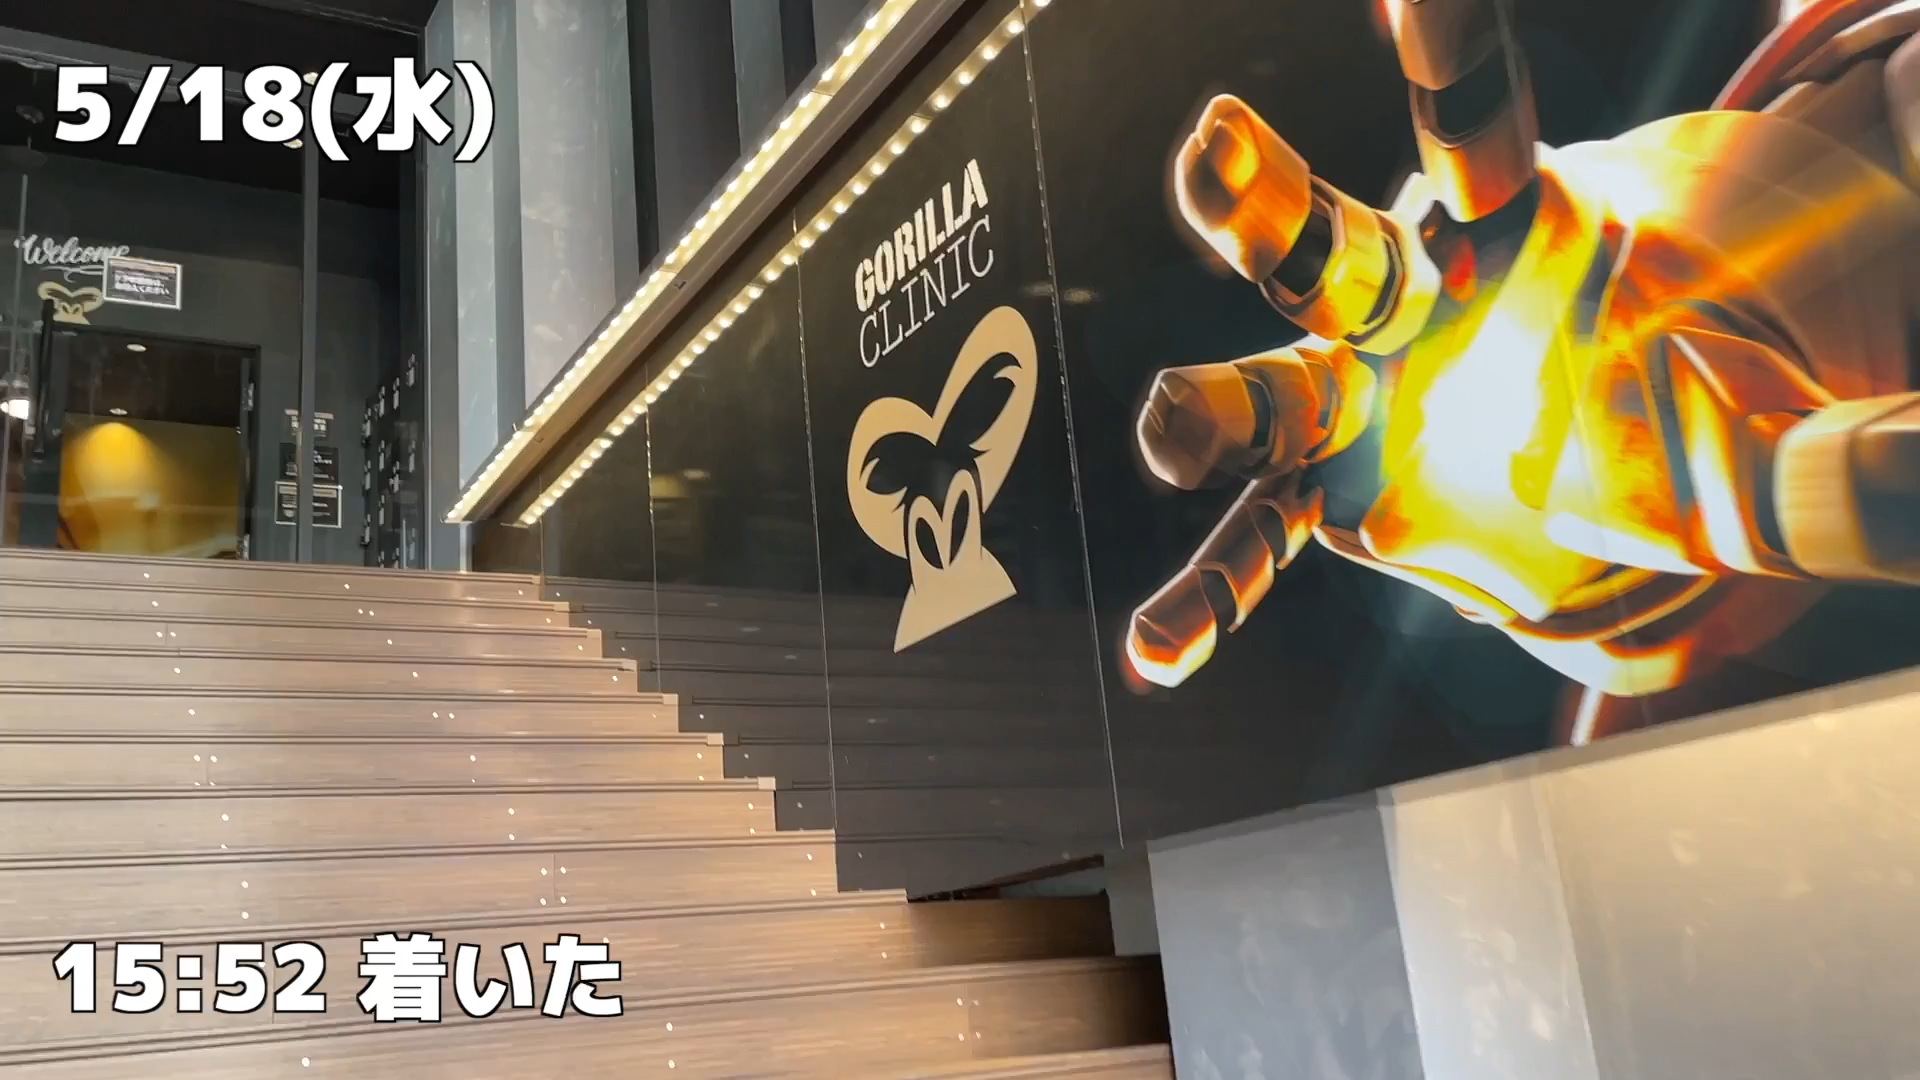 5/18(水)
Welcome
GORILLA
CLINIC
15:52 着いた